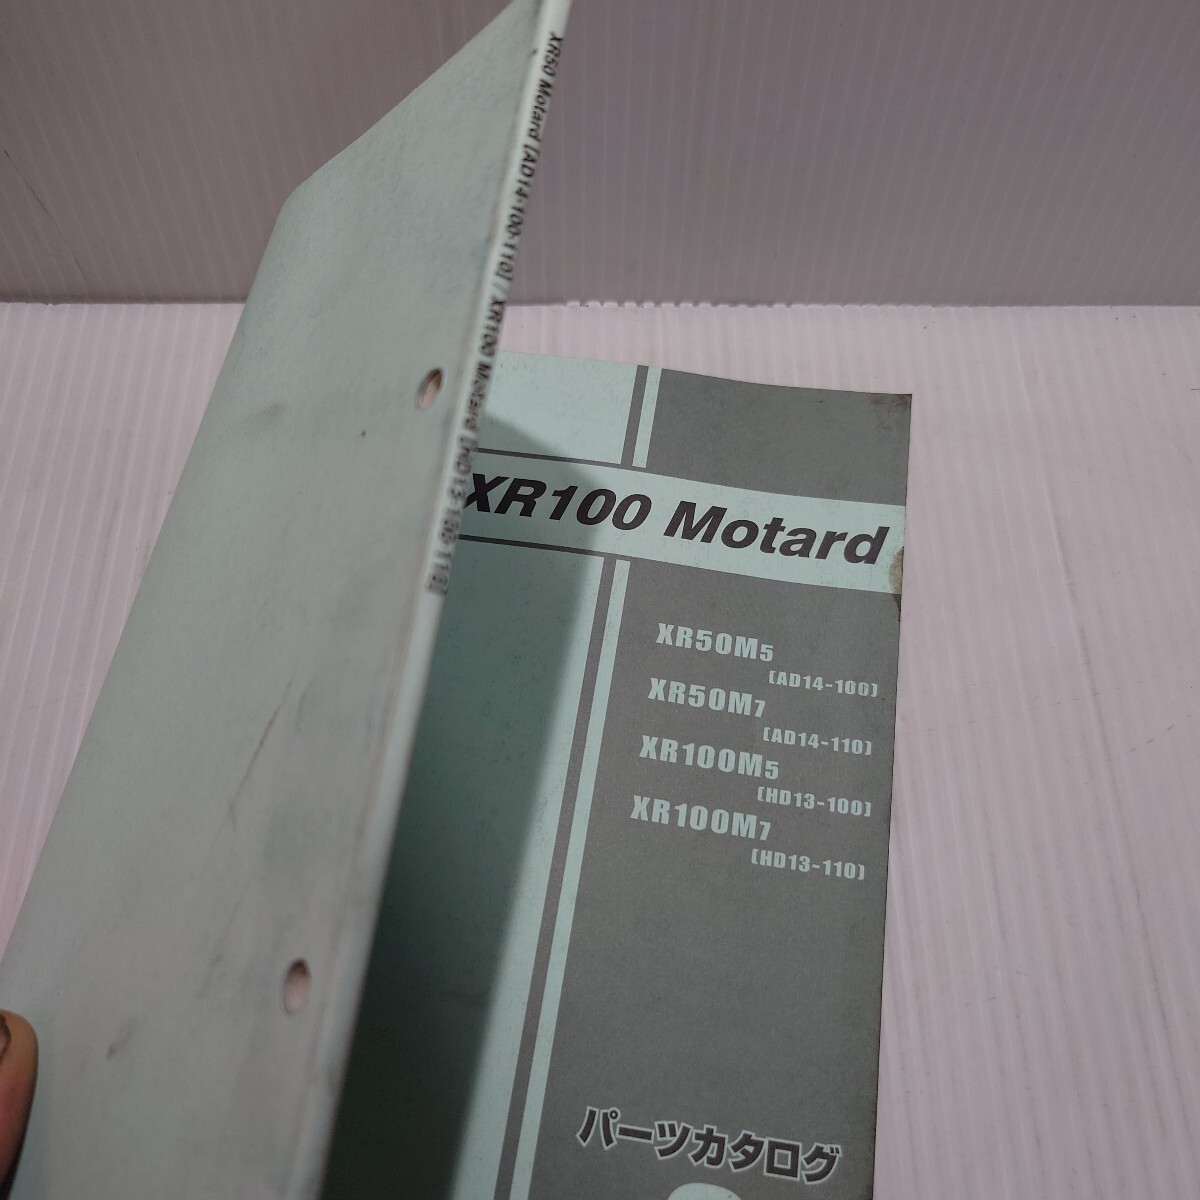 XR50 Motard [AD14-100·110] / XR100 Motard [HD13-100·110]
XR100 Motard
XR50M5
(AD14-100)
XR50M7
(AD14-110)
XR100M5
(HD13-100)
XR100M7
(HD13-110)
パーツカタログ